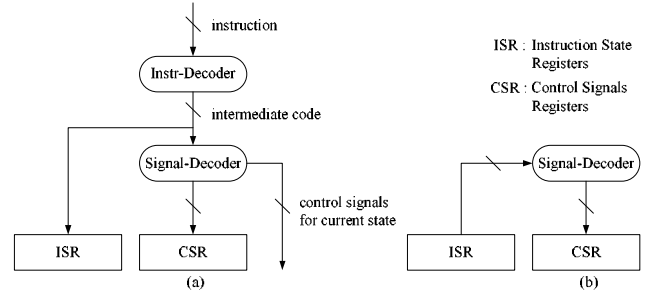 instruction
Instr-Decoder
intermediate code
Signal-Decoder
control signals
for current state
ISR
CSR
(a)
ISR : Instruction State
Registers
CSR : Control Signals
Registers
Signal-Decoder
ISR
CSR
(b)